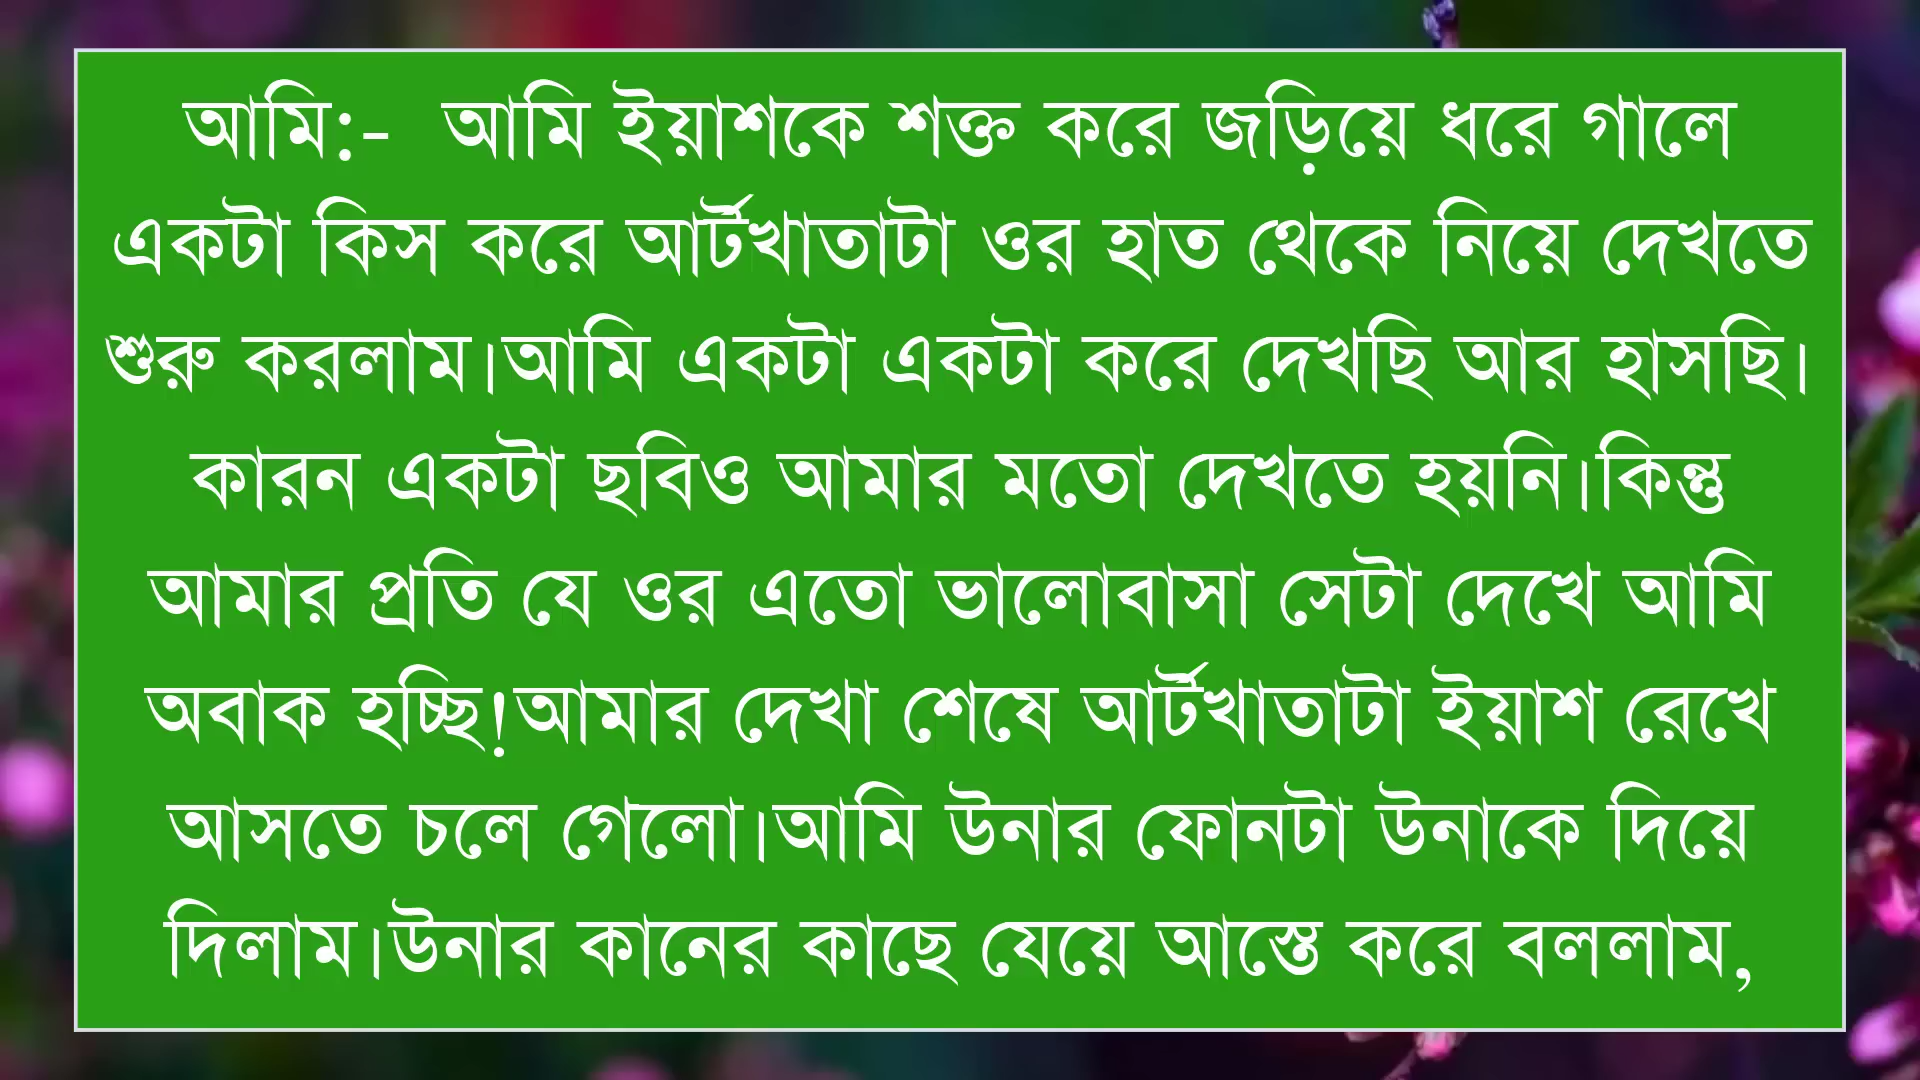 আমি:- আমি ইয়াশকে শক্ত করে জড়িয়ে ধরে গালে
একটা কিস করে আর্টখাতাটা ওর হাত থেকে নিয়ে দেখতে
শুরু করলাম।আমি একটা একটা করে দেখছি আর হাসছি।
কারন একটা ছবিও আমার মতো দেখতে হয়নি।কিন্তু
আমার প্রতি যে ওর এতো ভালোবাসা সেটা দেখে আমি
অবাক হচ্ছি!আমার দেখা শেষে আর্টখাতাটা ইয়াশ রেখে
আসতে চলে গেলো।আমি উনার ফোনটা উনাকে দিয়ে
দিলাম।উনার কানের কাছে যেয়ে আস্তে করে বললাম,